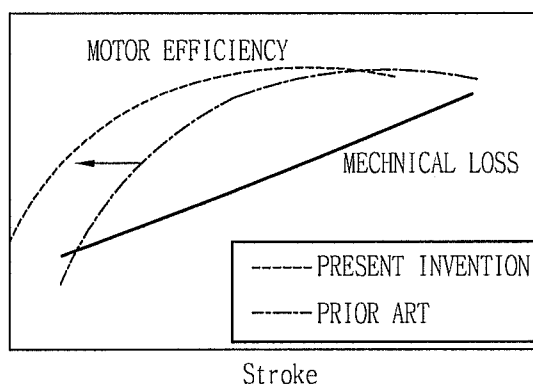 MOTOR EFFICIENCY
MECHNICAL LOSS
PRESENT INVENTION
PRIOR ART
Stroke